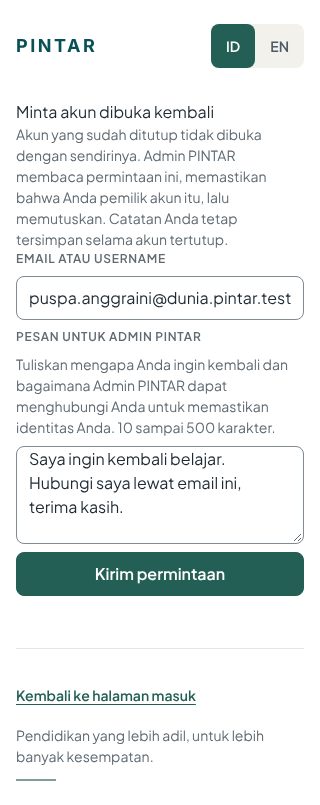 PINTAR
ID EN
Minta akun dibuka kembali
Akun yang sudah ditutup tidak dibuka
dengan sendirinya. Admin PINTAR
membaca permintaan ini, memastikan
bahwa Anda pemilik akun itu, lalu
memutuskan. Catatan Anda tetap
tersimpan selama akun tertutup.
EMAIL ATAU USERNAME
puspa.anggraini@dunia.pintar.test
PESAN UNTUK ADMIN PINTAR
Tuliskan mengapa Anda ingin kembali dan
bagaimana Admin PINTAR dapat
menghubungi Anda untuk memastikan
identitas Anda. 10 sampai 500 karakter.
Saya ingin kembali belajar.
Hubungi saya lewat email ini,
terima kasih.
Kirim permintaan
Kembali ke halaman masuk
Pendidikan yang lebih adil, untuk lebih
banyak kesempatan.